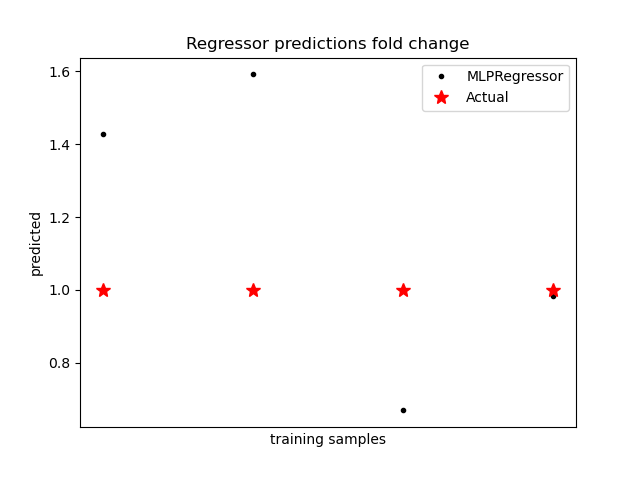 Regressor predictions fold change
MLPRegressor
Actual
1.6
1.4
1.2
1.0
0.8
predicted
training samples